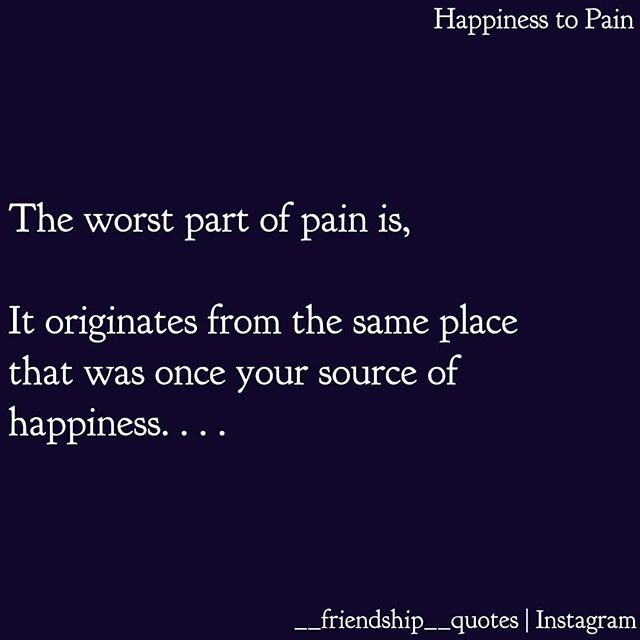 Happiness to Pain
The worst part of pain is,
It originates from the same place
that was once your source of
happiness. . . .
__friendship__quotes | Instagram